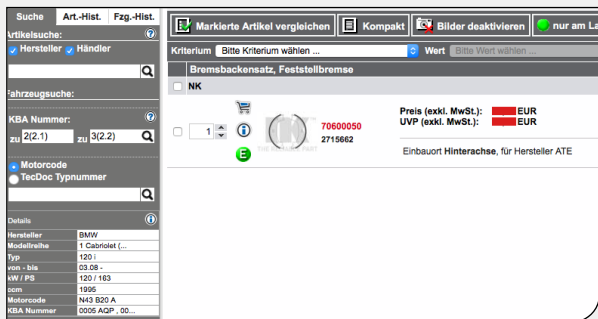 Suche Art.-Hist. Fzg.-Hist.
Artikelsuche:
Hersteller Händler
Fahrzeugsuche:
KBA Nummer:
zu 2(2.1) zu 3(2.2)
Motorcode
TecDoc Typnummer
Details
Hersteller BMW
Modellreihe 1 Cabriolet (...
Typ 120 i
von - bis 03.08 -
kW / PS 120 / 163
ccm 1995
Motorcode N43 B20 A
KBA Nummer 0005 AQP , 00...
Markierte Artikel vergleichen Kompakt Bilder deaktivieren nur am La
Kriterium Bitte Kriterium wählen ... Wert Bitte Wert wählen ...
Bremsbackensatz, Feststellbremse
NK
1
E
70600050
2715662
Preis (exkl. MwSt.): EUR
UVP (exkl. MwSt.): EUR
Einbauort Hinterachse, für Hersteller ATE